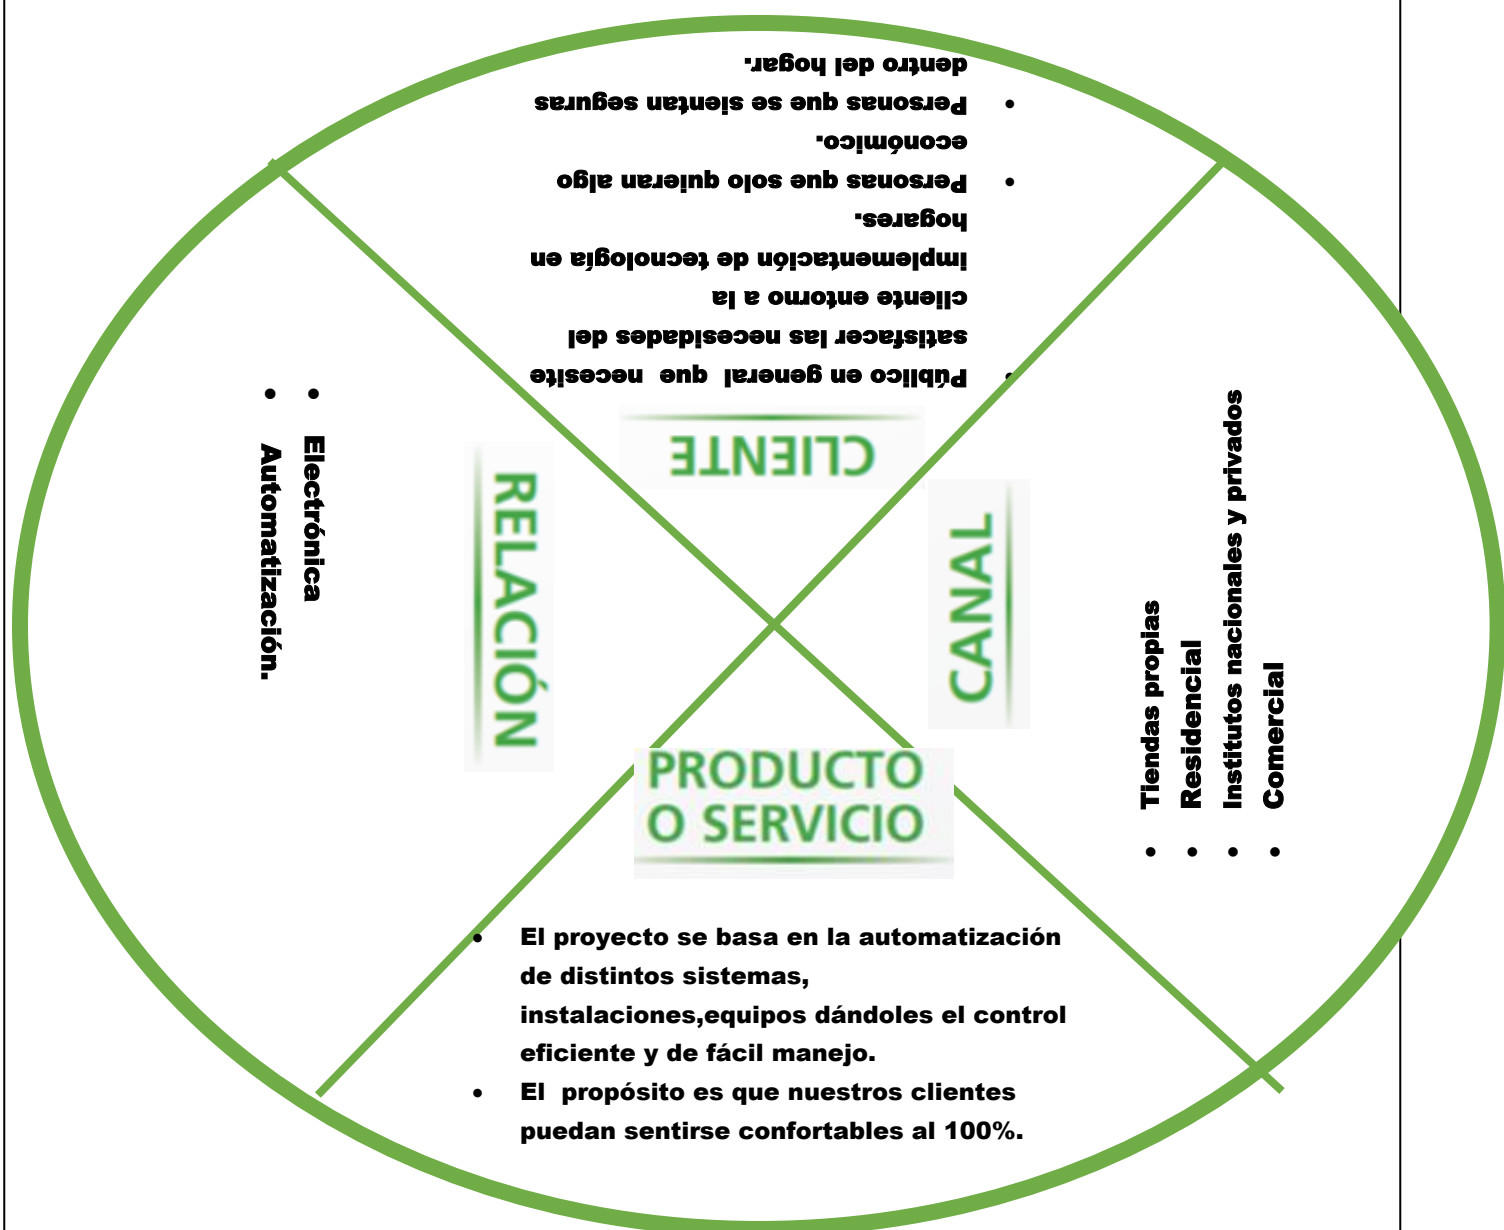 Público en general  que  necesite
satisfacer las necesidades del
cliente entorno a la
implementación de tecnología en
hogares.
Personas que solo quieran algo
económico.
Personas que se sientan seguras
dentro del hogar.
CLIENTE
RELACIÓN
Electrónica
Automatización.
CANAL
Tiendas propias
Residencial
Institutos nacionales y privados
Comercial
PRODUCTO
O SERVICIO
El proyecto se basa en la automatización
de distintos sistemas,
instalaciones,equipos dándoles el control
eficiente y de fácil manejo.
El  propósito es que nuestros clientes
puedan sentirse confortables al 100%.